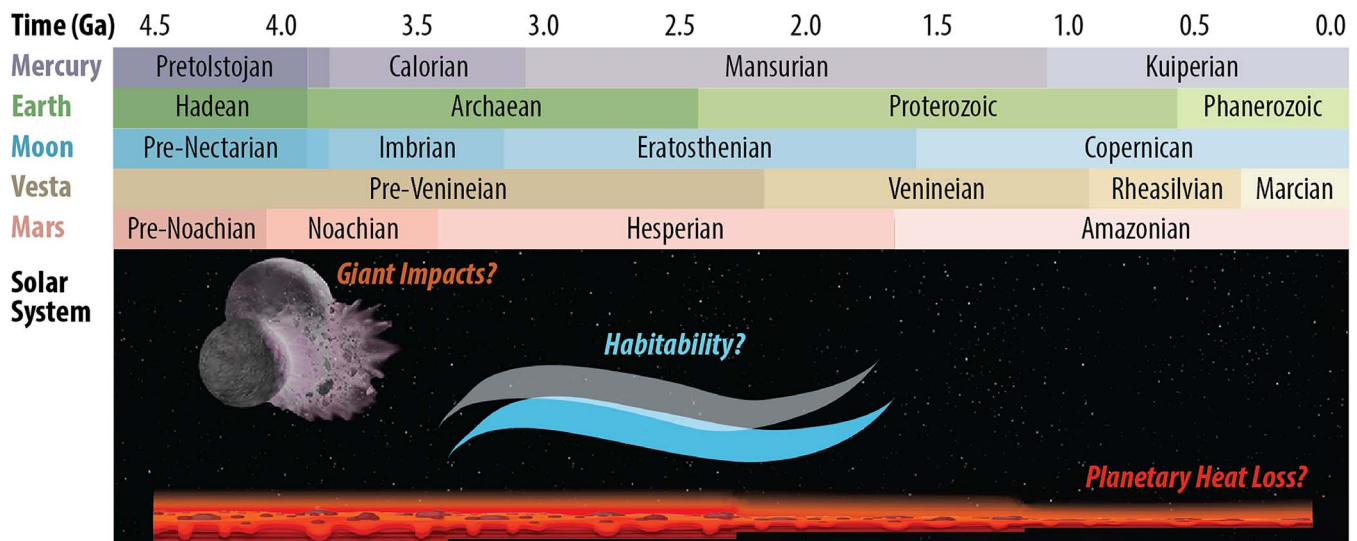 Time (Ga) 4.5 4.0 3.5 3.0 2.5 2.0 1.5 1.0 0.5 0.0
Mercury Pretolstojan Calorian Mansurian Kuiperian
Earth Hadean Archaean Proterozoic Phanerozoic
Moon Pre-Nectarian Imbrian Eratosthenian Copernican
Vesta Pre-Venineian Venineian Rheasilvian Marcian
Mars Pre-Noachian Noachian Hesperian Amazonian
Solar
System
Giant Impacts?
Habitability?
Planetary Heat Loss?